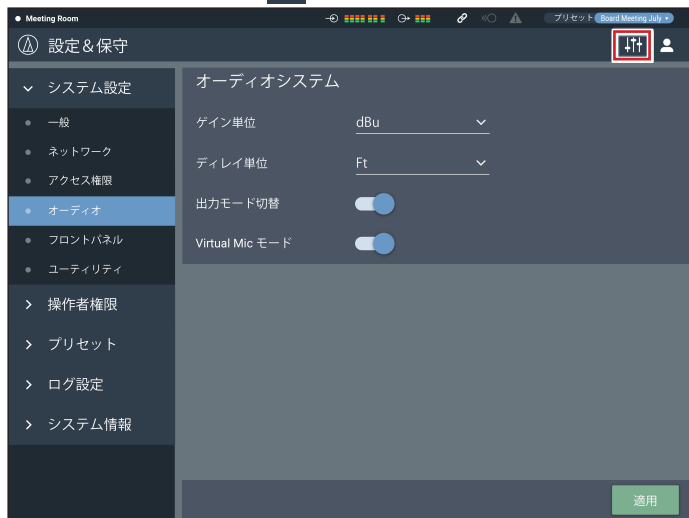 Meeting Room
プリセット Board Meeting July
設定＆保守
システム設定
一般
ネットワーク
アクセス権限
オーディオ
フロントパネル
ユーティリティ
操作者権限
プリセット
ログ設定
システム情報
オーディオシステム
ゲイン単位 dBu
ディレイ単位 Ft
出力モード切替
Virtual Mic モード
適用